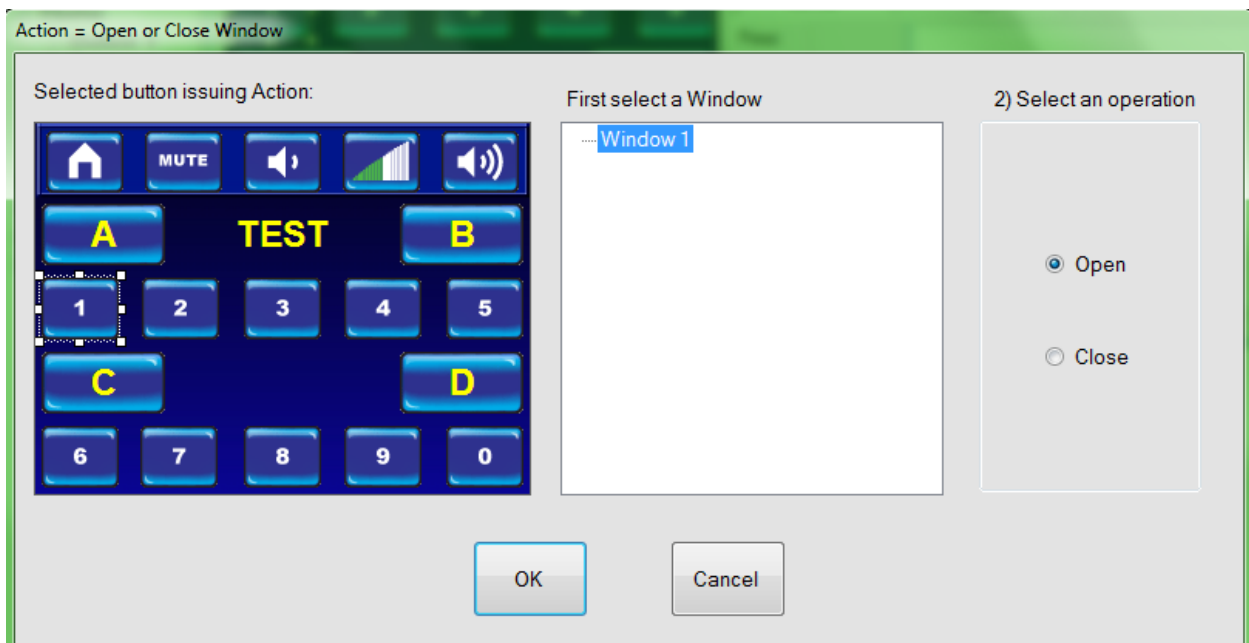 Action = Open or Close Window
Selected button issuing Action:
First select a Window
2) Select an operation
MUTE
Window 1
A TEST B
1 2 3 4 5
C D
6 7 8 9 0
Open
Close
OK Cancel